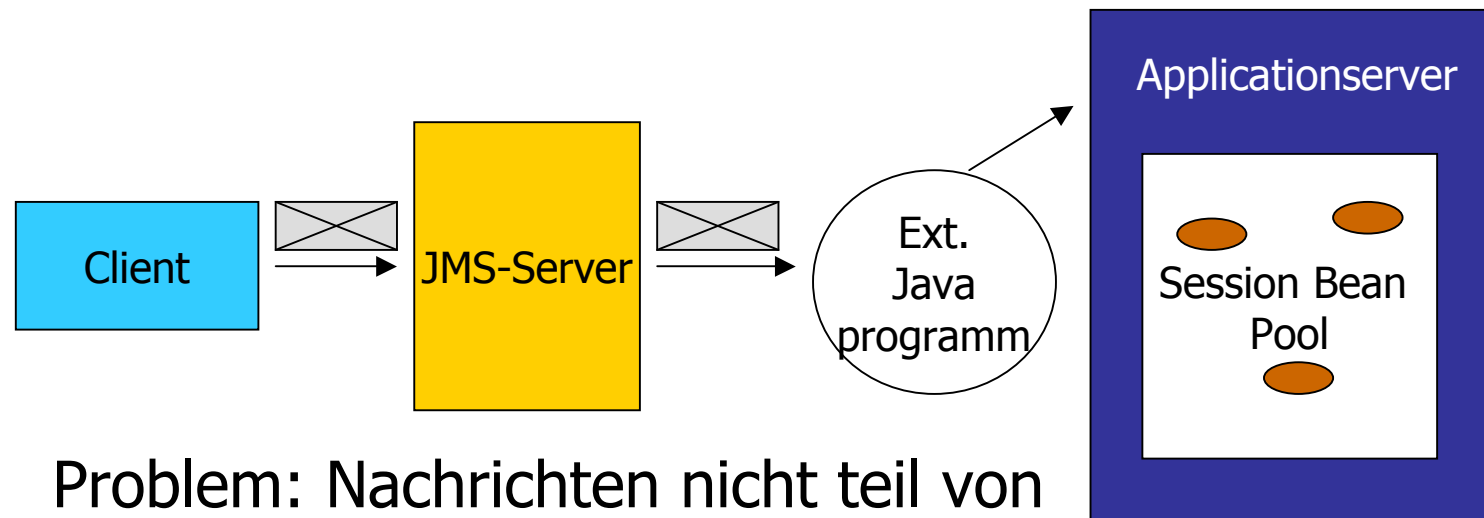 Applicationserver
Client
JMS-Server
Ext.
Java
programm
Session Bean
Pool
Problem: Nachrichten nicht teil von